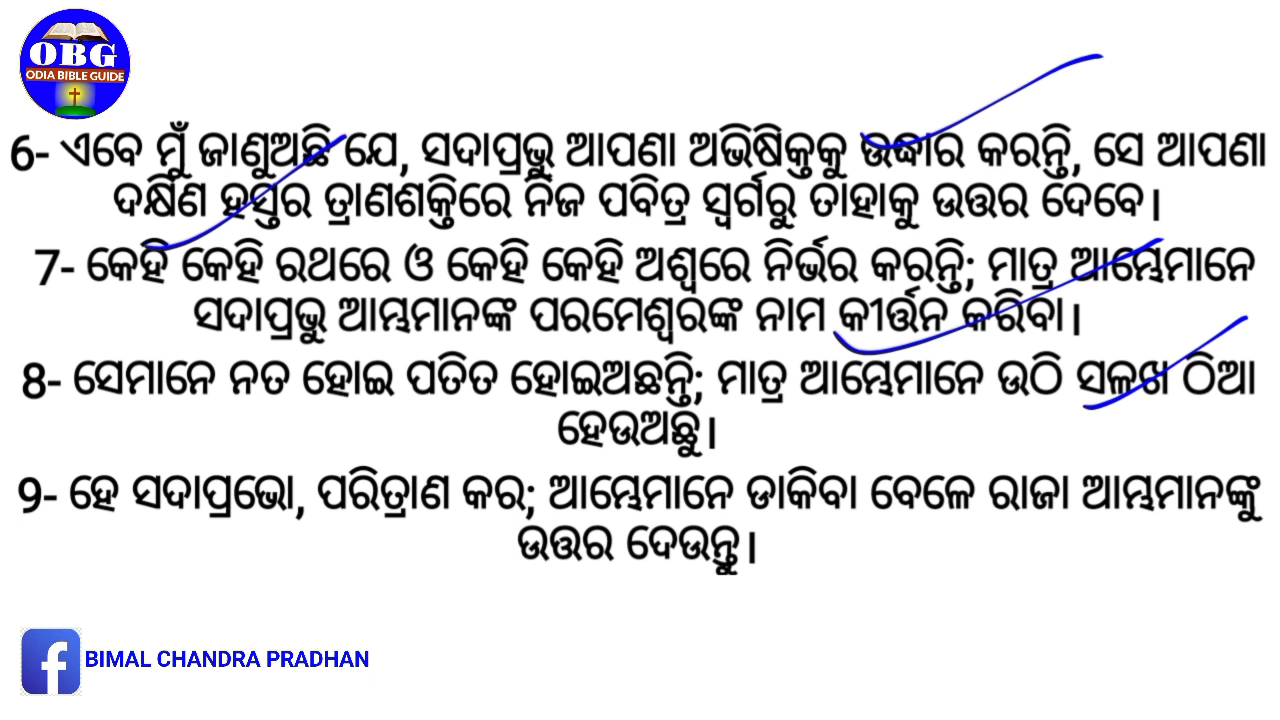 OBG
ODIA BIBLE GUIDE
6- ଏବେ ମୁଁ ଜାଣୁଅଛି ଯେ, ସଦାପ୍ରଭୁ ଆପଣା ଅଭିଷିକ୍ତକୁ ଉଦ୍ଧାର କରନ୍ତି, ସେ ଆପଣା
ଦକ୍ଷିଣ ହସ୍ତର ତ୍ରାଣଶକ୍ତିରେ ନିଜ ପବିତ୍ର ସ୍ୱର୍ଗରୁ ତାହାକୁ ଉତ୍ତର ଦେବେ।
7- କେହି କେହି ରଥରେ ଓ କେହି କେହି ଅଶ୍ୱରେ ନିର୍ଭର କରନ୍ତି; ମାତ୍ର ଆମ୍ଭେମାନେ
ସଦାପ୍ରଭୁ ଆମ୍ଭମାନଙ୍କ ପରମେଶ୍ୱରଙ୍କ ନାମ କୀର୍ତ୍ତନ କରିବା।
8- ସେମାନେ ନତ ହୋଇ ପତିତ ହୋଇଅଛନ୍ତି; ମାତ୍ର ଆମ୍ଭେମାନେ ଉଠି ସଳଖ ଠିଆ
ହେଉଅଛୁ।
9- ହେ ସଦାପ୍ରଭୋ, ପରିତ୍ରାଣ କର; ଆମ୍ଭେମାନେ ଡାକିବା ବେଳେ ରାଜା ଆମ୍ଭମାନଙ୍କୁ
ଉତ୍ତର ଦେଉନ୍ତୁ।
f BIMAL CHANDRA PRADHAN